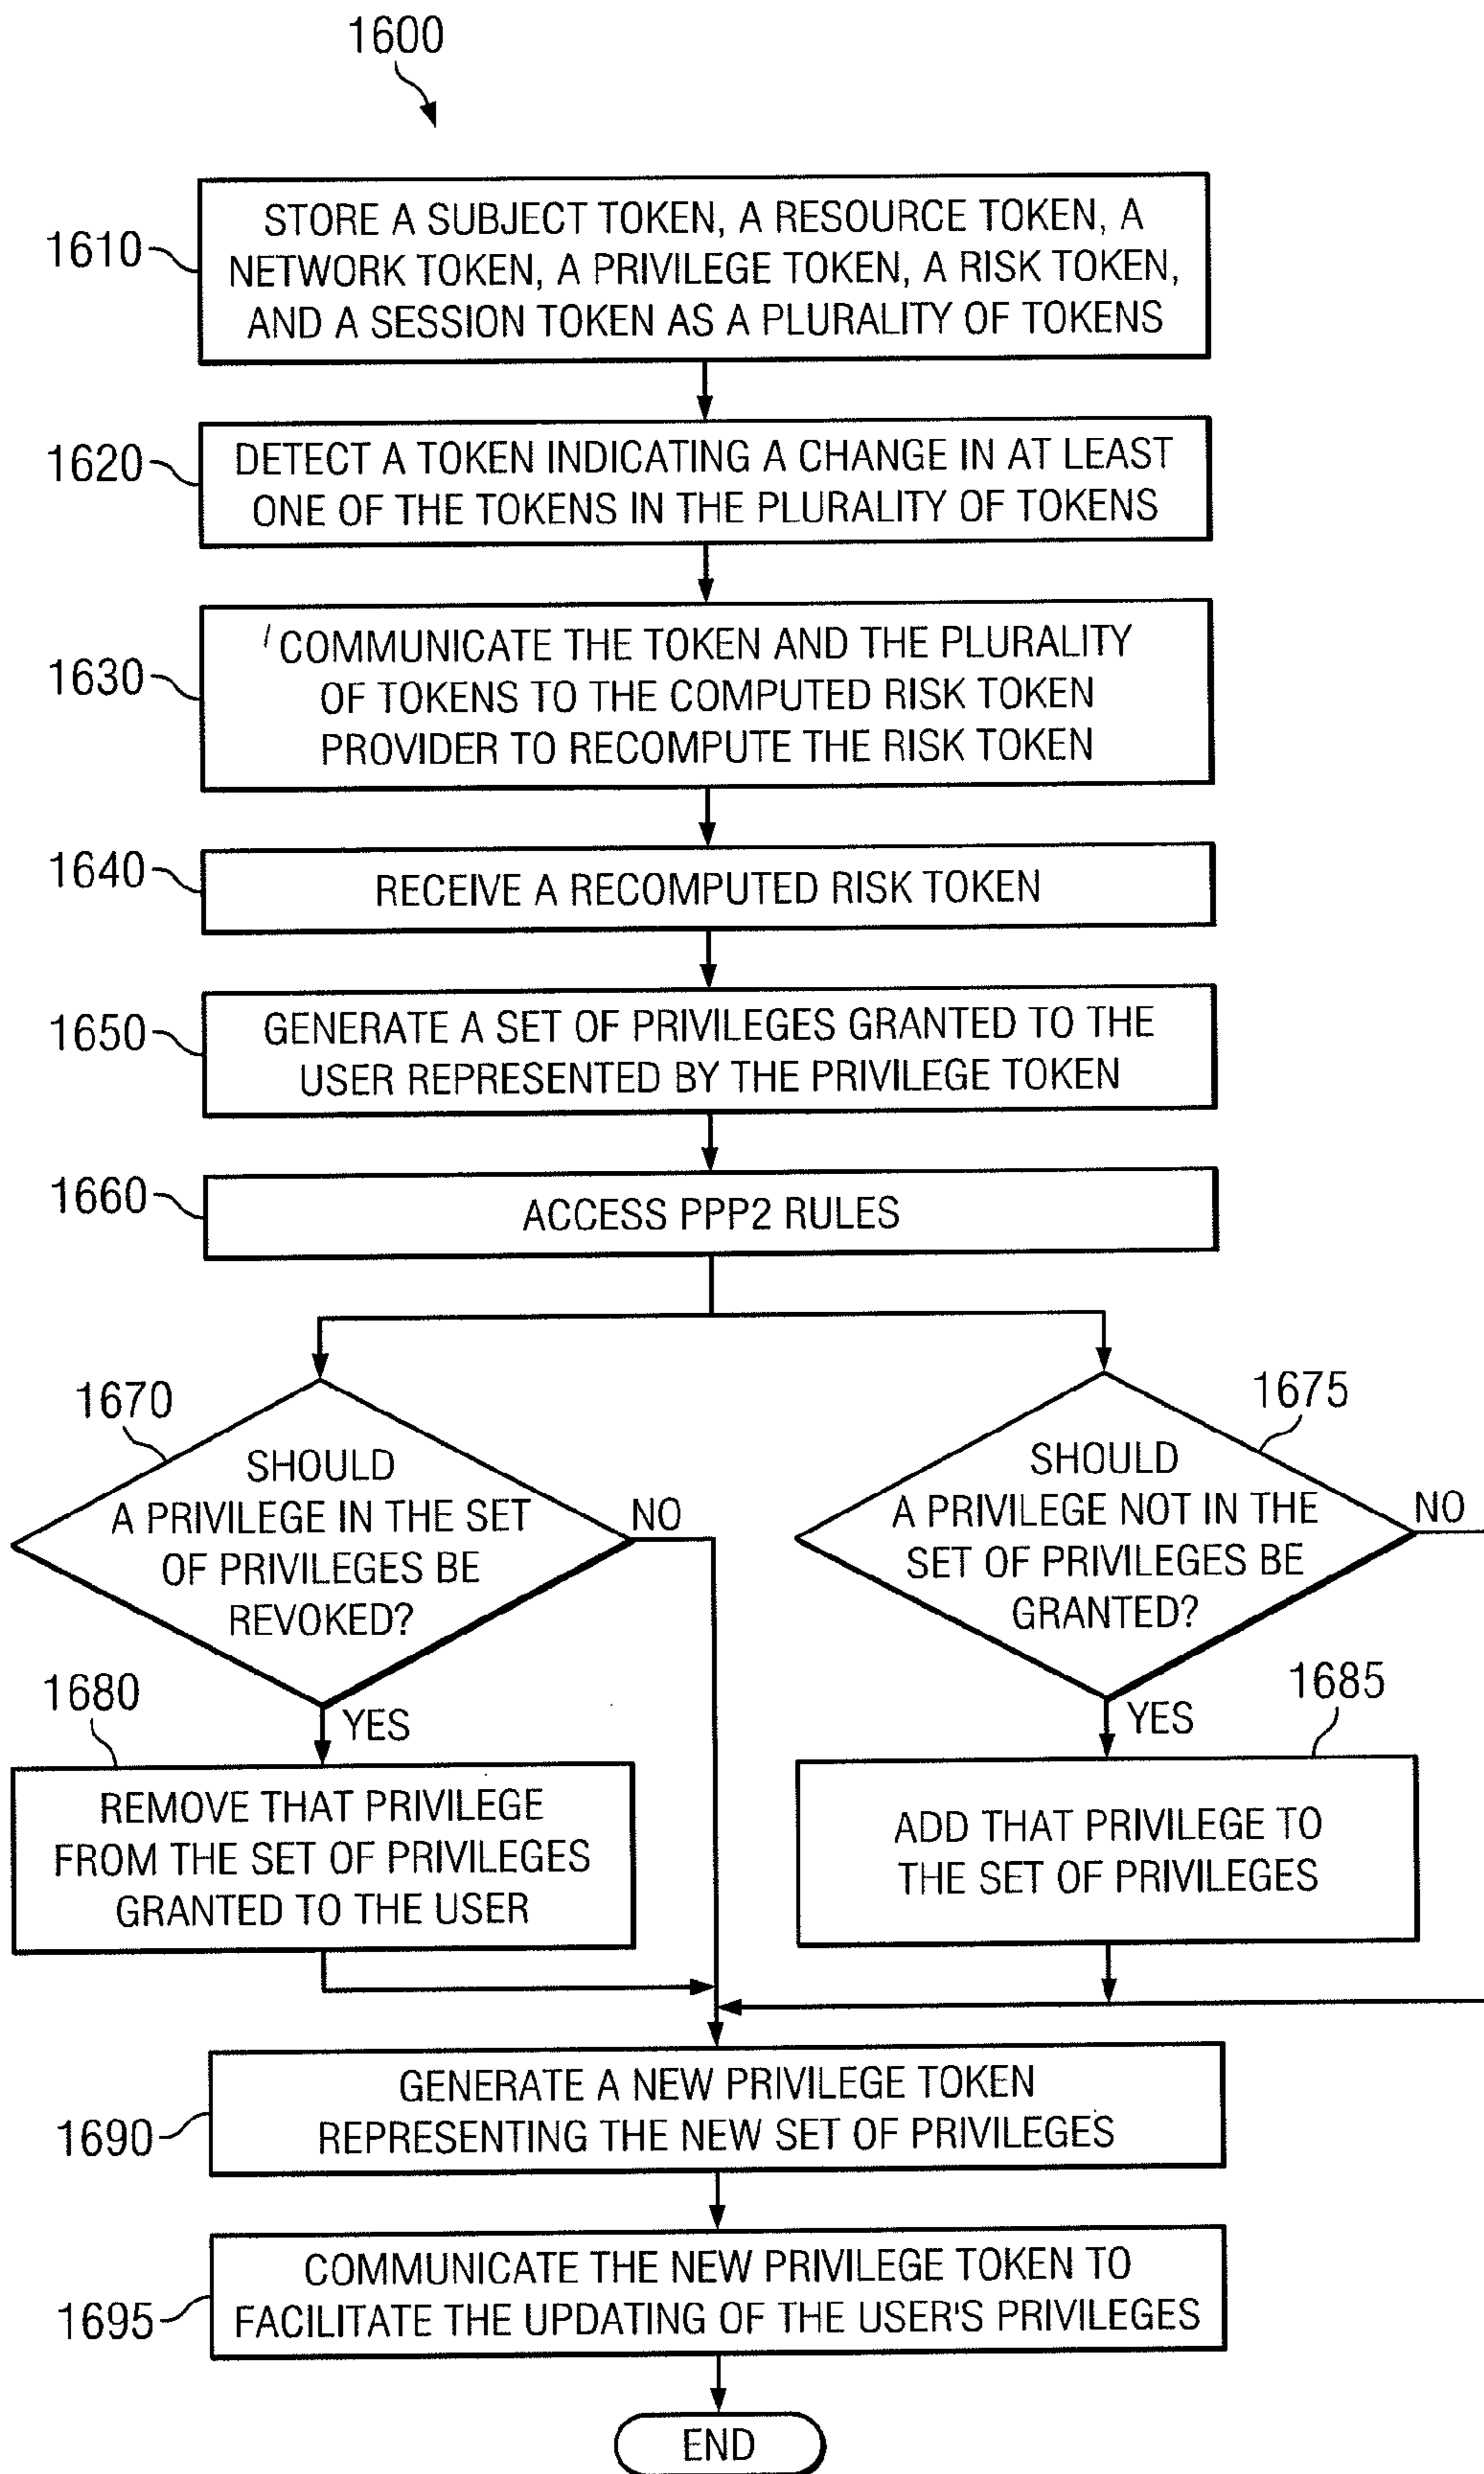 1600
1610
STORE A SUBJECT TOKEN, A RESOURCE TOKEN, A
NETWORK TOKEN, A PRIVILEGE TOKEN, A RISK TOKEN,
AND A SESSION TOKEN AS A PLURALITY OF TOKENS
1620
DETECT A TOKEN INDICATING A CHANGE IN AT LEAST
ONE OF THE TOKENS IN THE PLURALITY OF TOKENS
1630
COMMUNICATE THE TOKEN AND THE PLURALITY
OF TOKENS TO THE COMPUTED RISK TOKEN
PROVIDER TO RECOMPUTE THE RISK TOKEN
1640
RECEIVE A RECOMPUTED RISK TOKEN
1650
GENERATE A SET OF PRIVILEGES GRANTED TO THE
USER REPRESENTED BY THE PRIVILEGE TOKEN
1660
ACCESS PPP2 RULES
1670
SHOULD
A PRIVILEGE IN THE SET
OF PRIVILEGES BE
REVOKED?
NO
YES
1675
SHOULD
A PRIVILEGE NOT IN THE
SET OF PRIVILEGES BE
GRANTED?
NO
YES
1680
REMOVE THAT PRIVILEGE
FROM THE SET OF PRIVILEGES
GRANTED TO THE USER
1685
ADD THAT PRIVILEGE TO
THE SET OF PRIVILEGES
1690
GENERATE A NEW PRIVILEGE TOKEN
REPRESENTING THE NEW SET OF PRIVILEGES
1695
COMMUNICATE THE NEW PRIVILEGE TOKEN TO
FACILITATE THE UPDATING OF THE USER'S PRIVILEGES
END